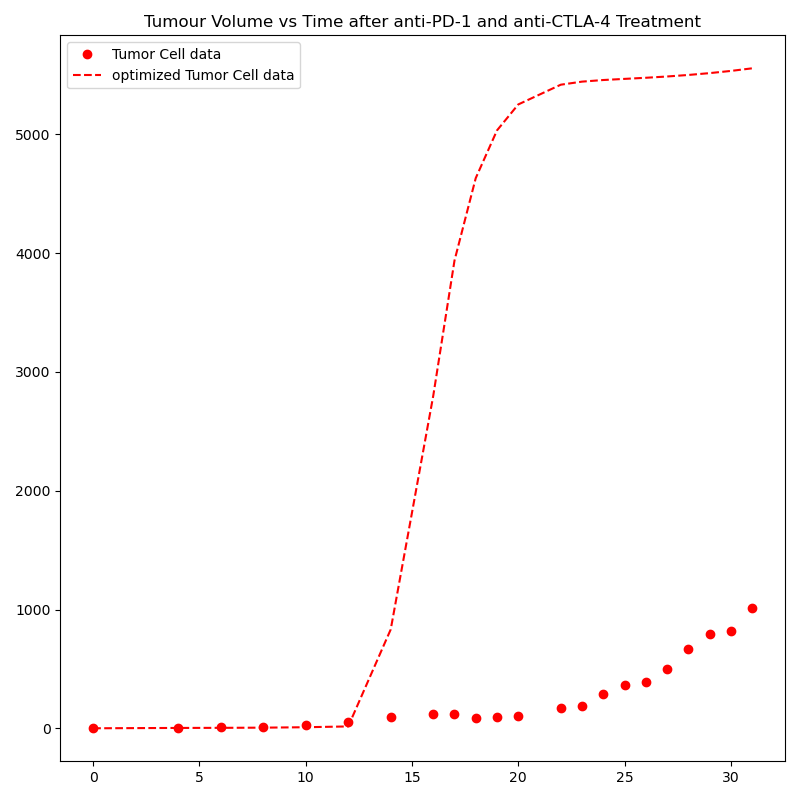 Tumour Volume vs Time after anti-PD-1 and anti-CTLA-4 Treatment
Tumor Cell data
optimized Tumor Cell data
5000
4000
3000
2000
1000
0
0 5 10 15 20 25 30